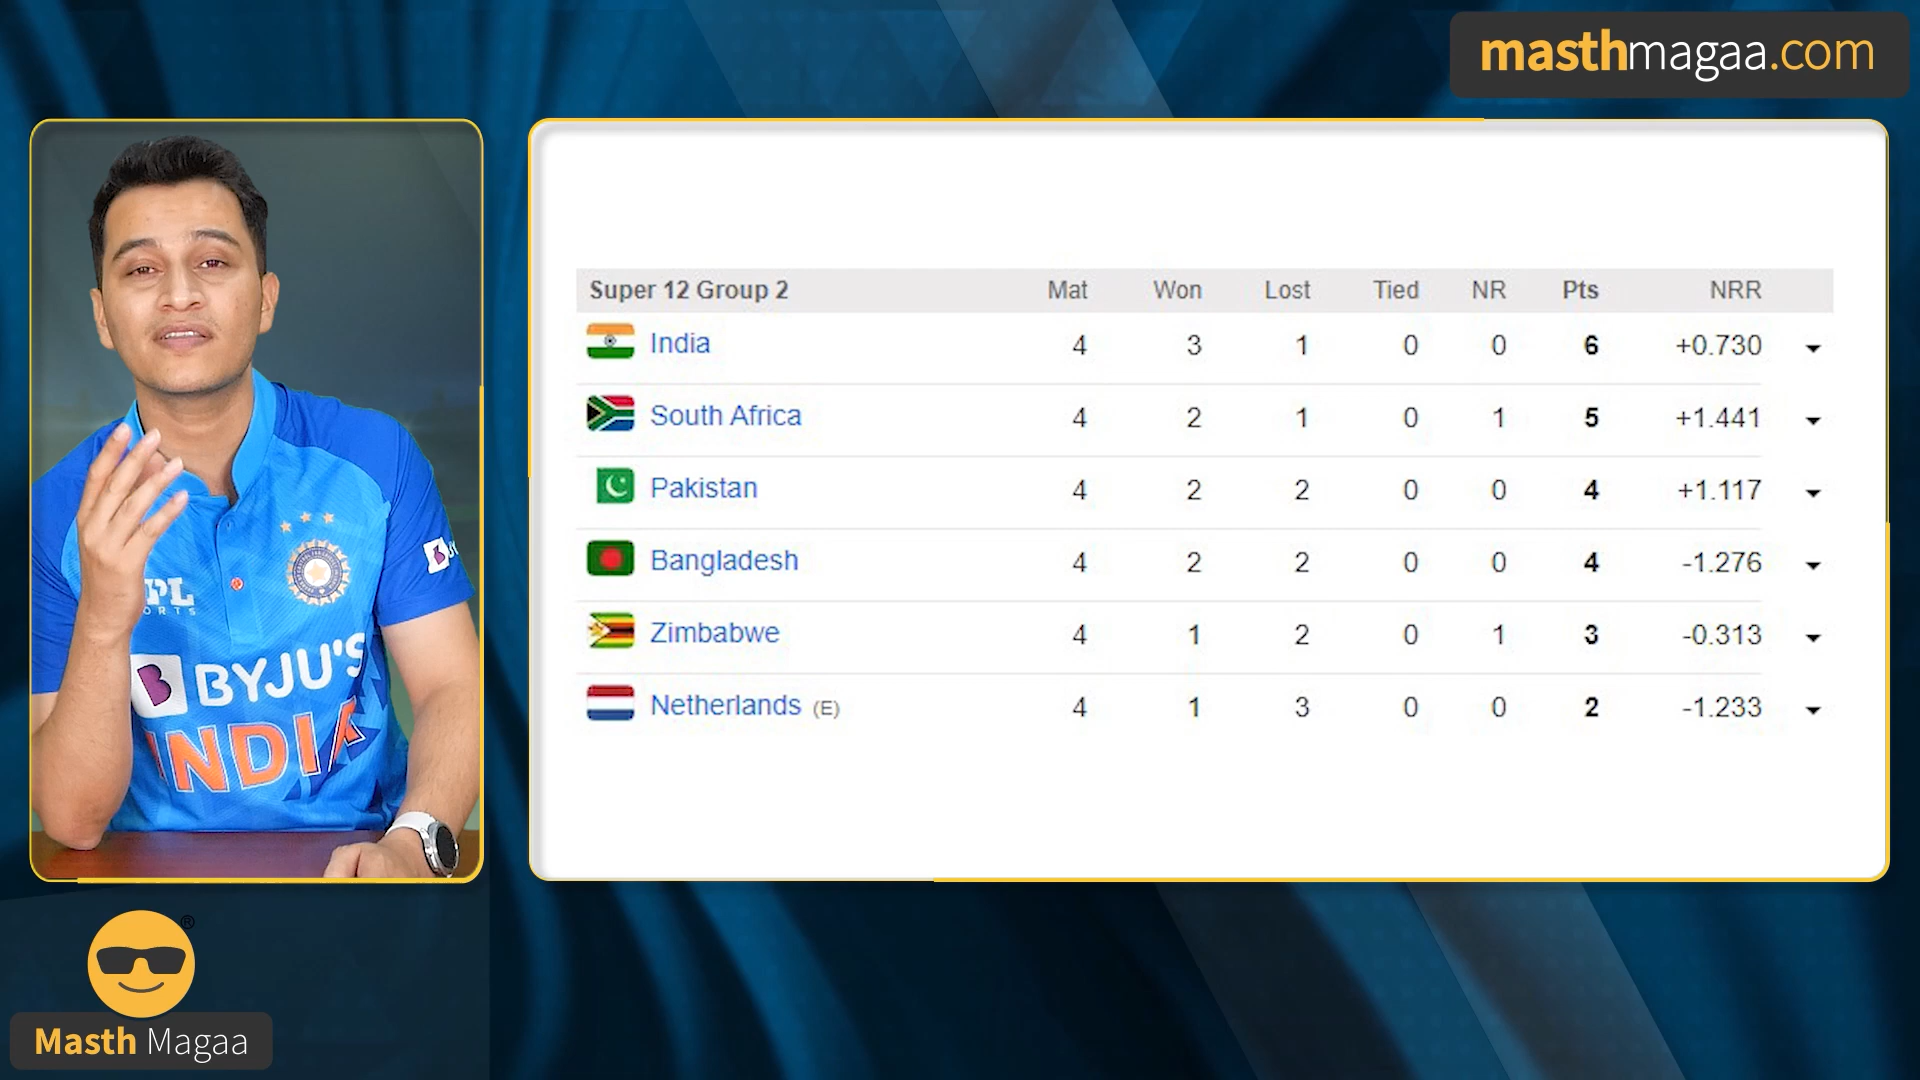 masthmagaa.com
Super 12 Group 2 Mat Won Lost Tied NR Pts NRR
India 4 3 1 0 0 6 +0.730
South Africa 4 2 1 0 1 5 +1.441
Pakistan 4 2 2 0 0 4 +1.117
Bangladesh 4 2 2 0 0 4 -1.276
Zimbabwe 4 1 2 0 1 3 -0.313
Netherlands (E) 4 1 3 0 0 2 -1.233
BYJU'S
INDIA
®
Masth Magaa